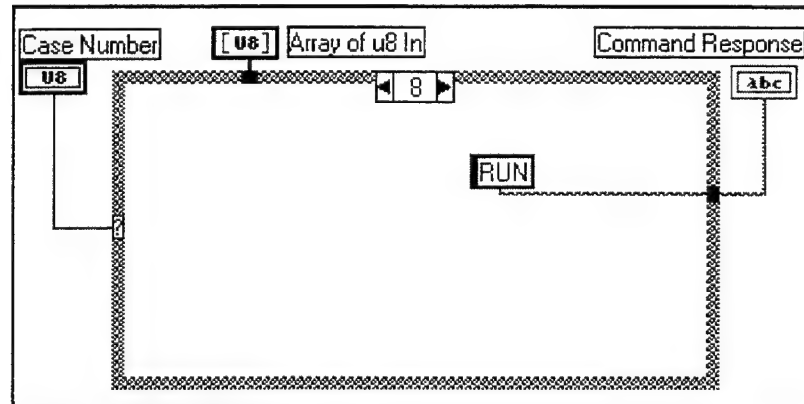 Case Number
[U8]
Array of u8 In
Command Response
U8
abc
8
RUN
?